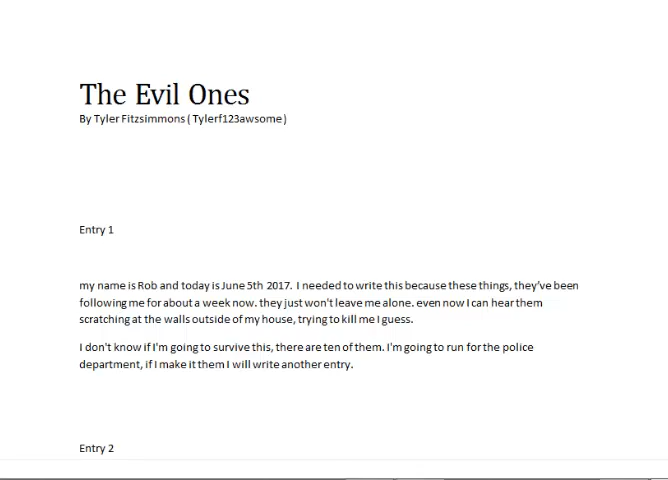 The Evil Ones
By Tyler Fitzsimmons ( Tylerf123awsome )
Entry 1
my name is Rob and today is June 5th 2017. I needed to write this because these things, they've been
following me for about a week now. they just won't leave me alone. even now I can hear them
scratching at the walls outside of my house, trying to kill me I guess.
I don't know if I'm going to survive this, there are ten of them. I'm going to run for the police
department, if I make it them I will write another entry.
Entry 2